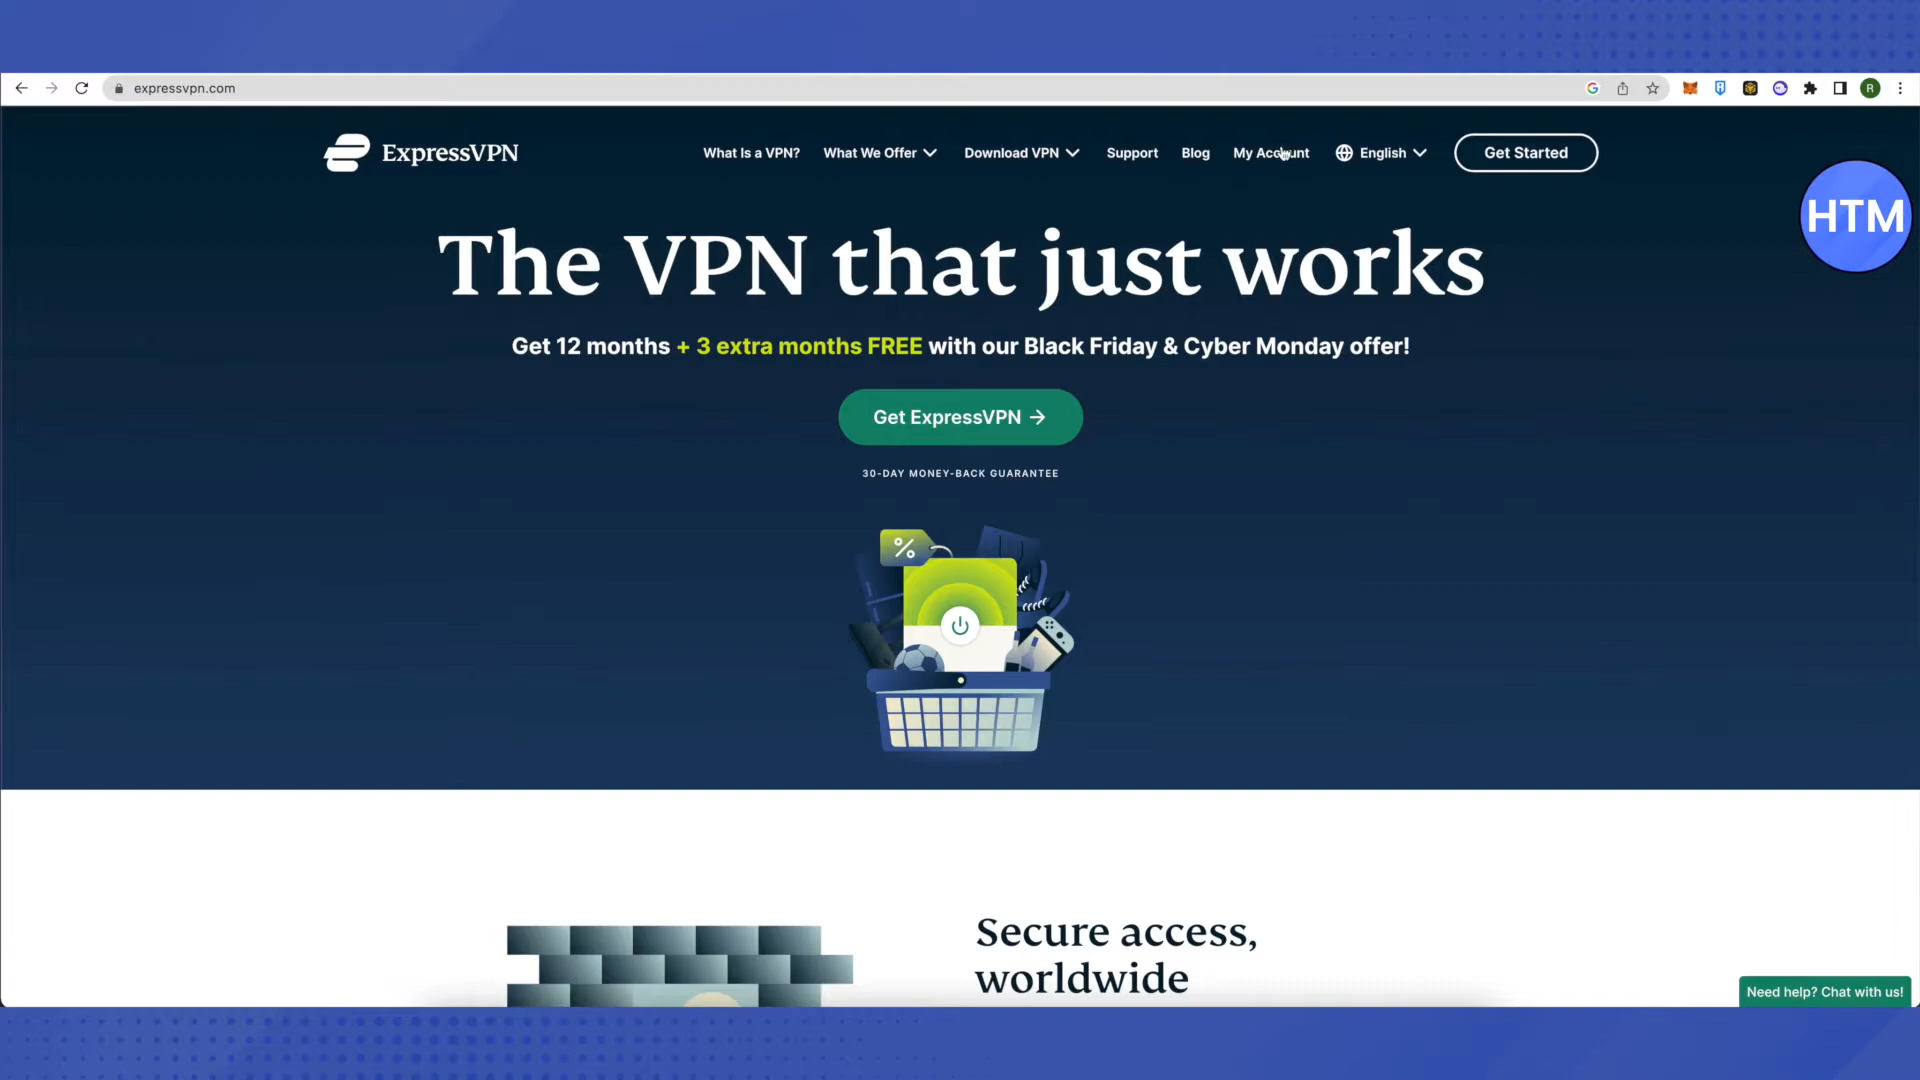 expressvpn.com
G
R
ExpressVPN
What Is a VPN?
What We Offer
Download VPN
Support
Blog
My Account
English
Get Started
HTM
The VPN that just works
Get 12 months + 3 extra months FREE with our Black Friday & Cyber Monday offer!
Get ExpressVPN →
30-DAY MONEY-BACK GUARANTEE
%
Secure access,
worldwide
Need help? Chat with us!